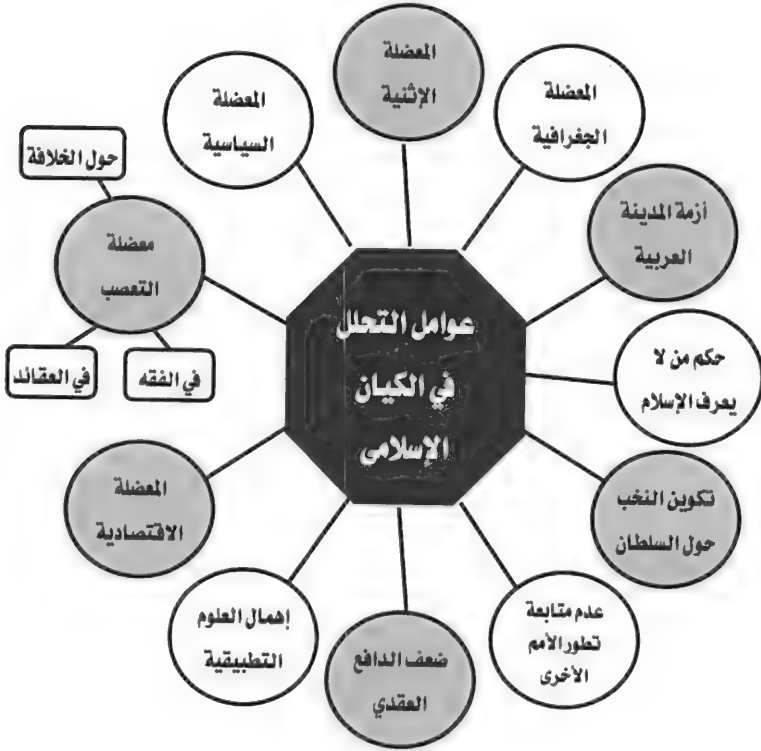 المعضلة
الإثنية
المعضلة
الجغرافية
المعضلة
السياسية
أزمة المدينة
العربية
حول الخلافة
معضلة
التعصب
في الفقه
في العقائد
عوامل التحلل
في الكيان
الإسلامي
حكم من لا
يعرف الإسلام
تكوين النخب
حول السلطان
المعضلة
الاقتصادية
عدم متابعة
تطور الأمم
الأخرى
إهمال العلوم
التطبيقية
ضعف الدافع
العقدي